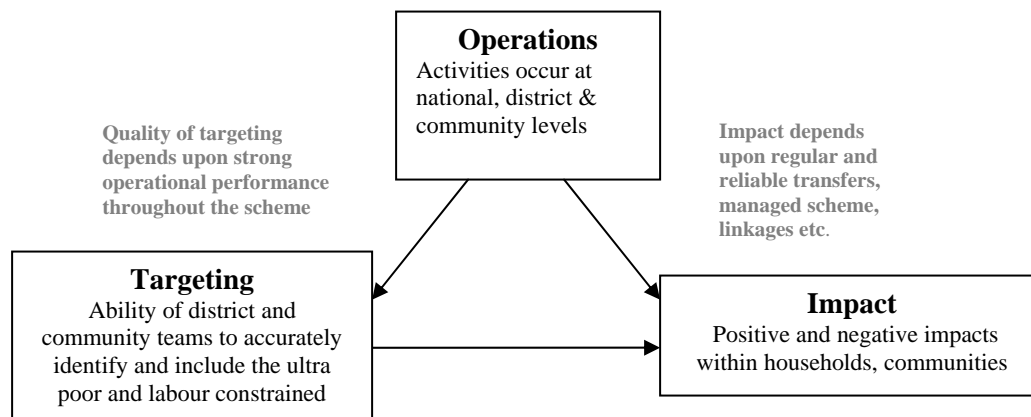 Operations
Activities occur at
national, district &
community levels
Quality of targeting
depends upon strong
operational performance
throughout the scheme
Impact depends
upon regular and
reliable transfers,
managed scheme,
linkages etc.
Targeting
Ability of district and
community teams to accurately
identify and include the ultra
poor and labour constrained
Impact
Positive and negative impacts
within households, communities